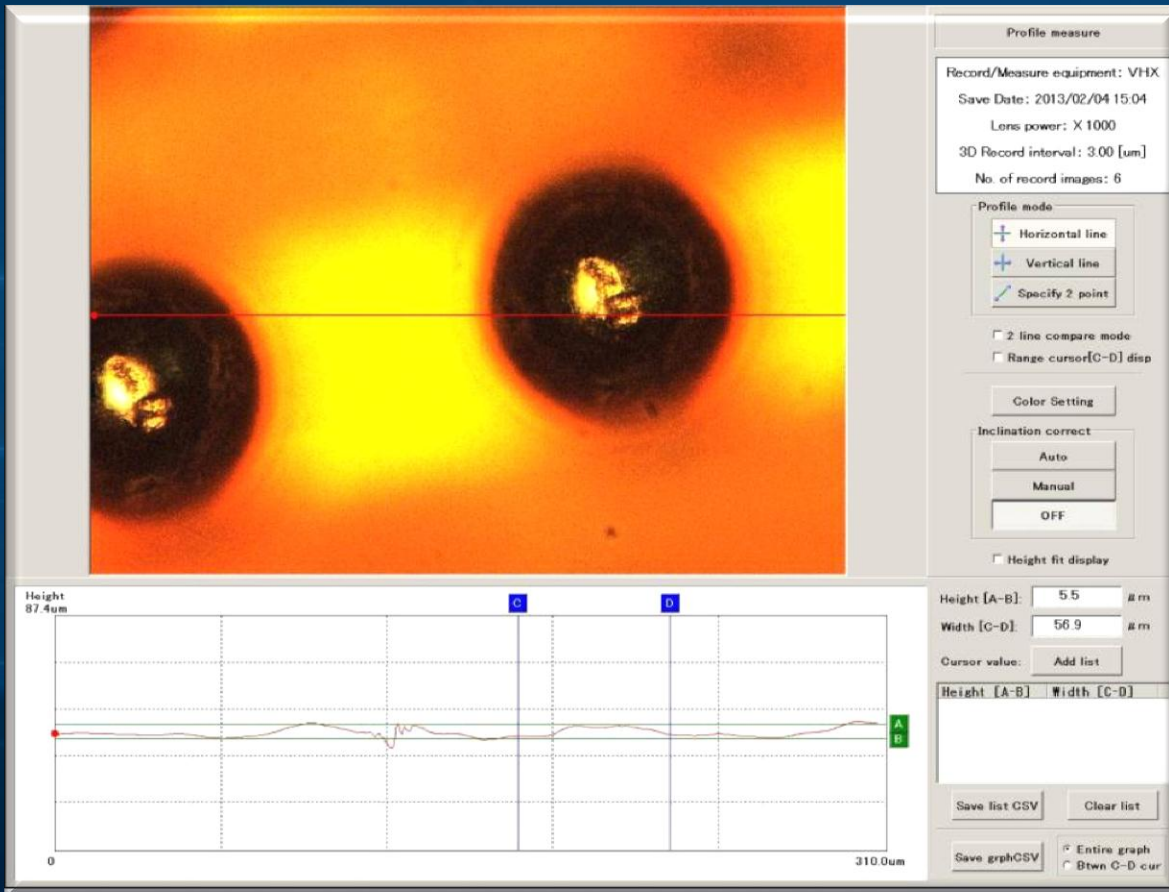 Profile measure
Record/Measure equipment: VHX
Save Date: 2013/02/04 15:04
Lens power: X 1000
3D Record interval: 3.00 [um]
No. of record images: 6
Profile mode
Horizontal line
Vertical line
Specify 2 point
2 line compare mode
Range cursor[C-D] disp
Color Setting
Inclination correct
Auto
Manual
OFF
Height fit display
Height
87.4um
C
D
A
B
0
310.0um
Height [A-B]: 5.5 μm
Width [C-D]: 56.9 μm
Cursor value: Add list
Height [A-B] Width [C-D]
Save list CSV Clear list
Save grphCSV
Entire graph
Btwn C-D cur